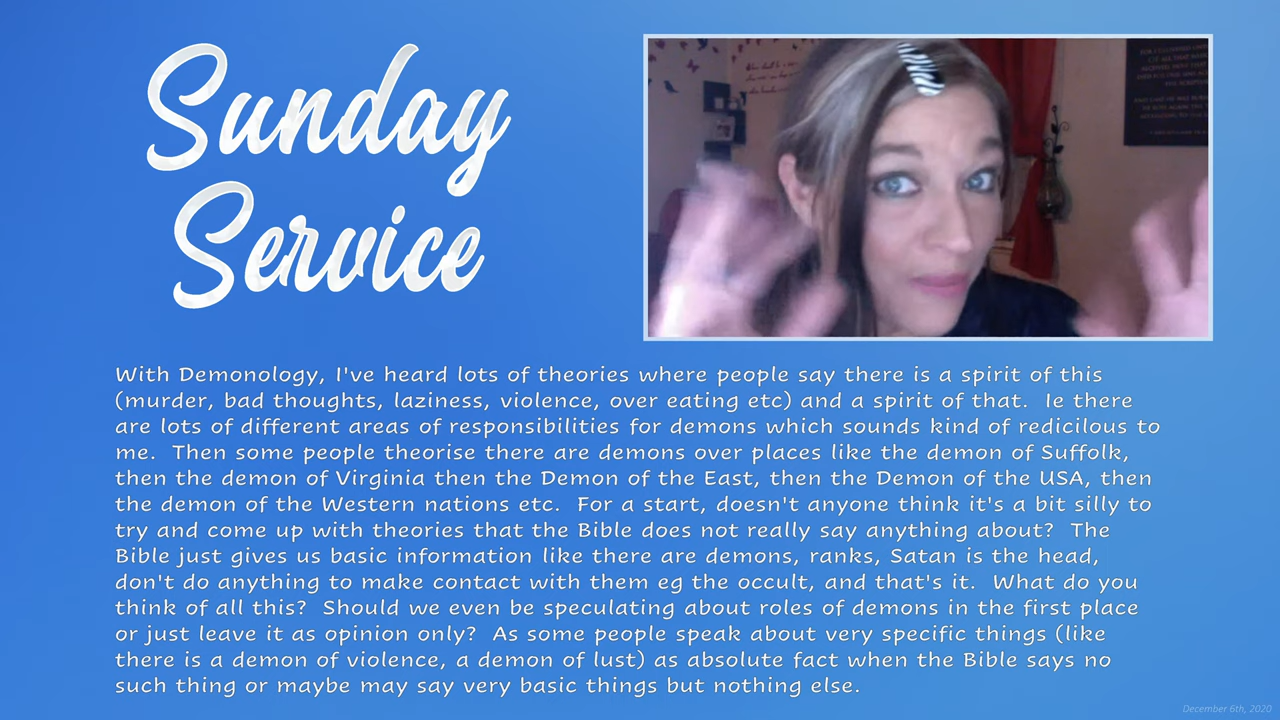 Sunday
Service
With Demonology, I've heard lots of theories where people say there is a spirit of this
(murder, bad thoughts, laziness, violence, over eating etc) and a spirit of that.  Ie there
are lots of different areas of responsibilities for demons which sounds kind of redicilous to
me.  Then some people theorise there are demons over places like the demon of Suffolk,
then the demon of Virginia then the Demon of the East, then the Demon of the USA, then
the demon of the Western nations etc.  For a start, doesn't anyone think it's a bit silly to
try and come up with theories that the Bible does not really say anything about?  The
Bible just gives us basic information like there are demons, ranks, Satan is the head,
don't do anything to make contact with them eg the occult, and that's it.  What do you
think of all this?  Should we even be speculating about roles of demons in the first place
or just leave it as opinion only?  As some people speak about very specific things (like
there is a demon of violence, a demon of lust) as absolute fact when the Bible says no
such thing or maybe may say very basic things but nothing else.
December 6th, 2020